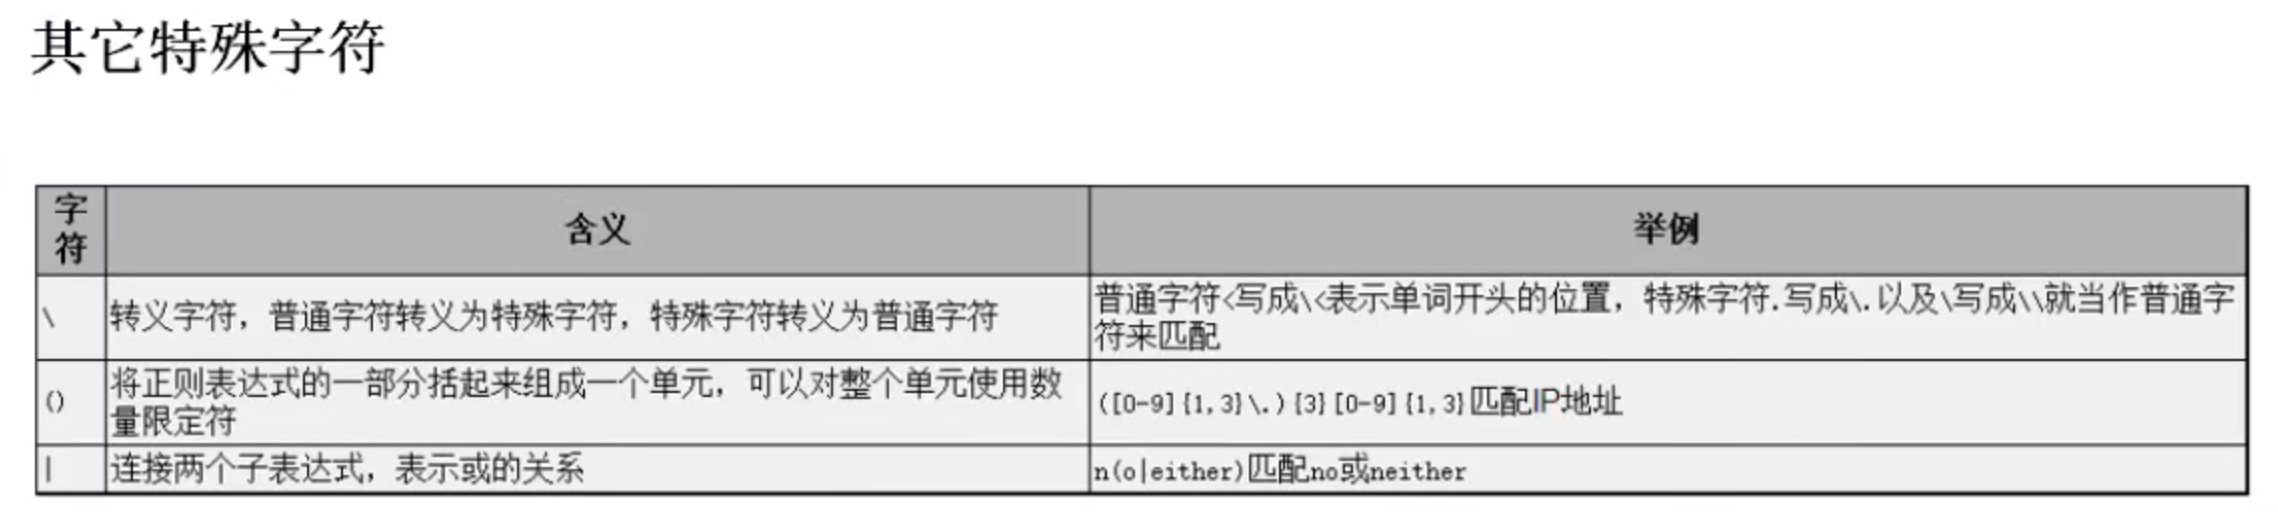 其它特殊字符
字
符
含义
举例
\
转义字符，普通字符转义为特殊字符，特殊字符转义为普通字符
普通字符<写成\<表示单词开头的位置，特殊字符.写成\.以及\写成\\就当作普通字
符来匹配
()
将正则表达式的一部分括起来组成一个单元，可以对整个单元使用数
量限定符
([0-9]{1,3}\.){3}[0-9]{1,3}匹配IP地址
|
连接两个子表达式，表示或的关系
n(o|either)匹配no或neither